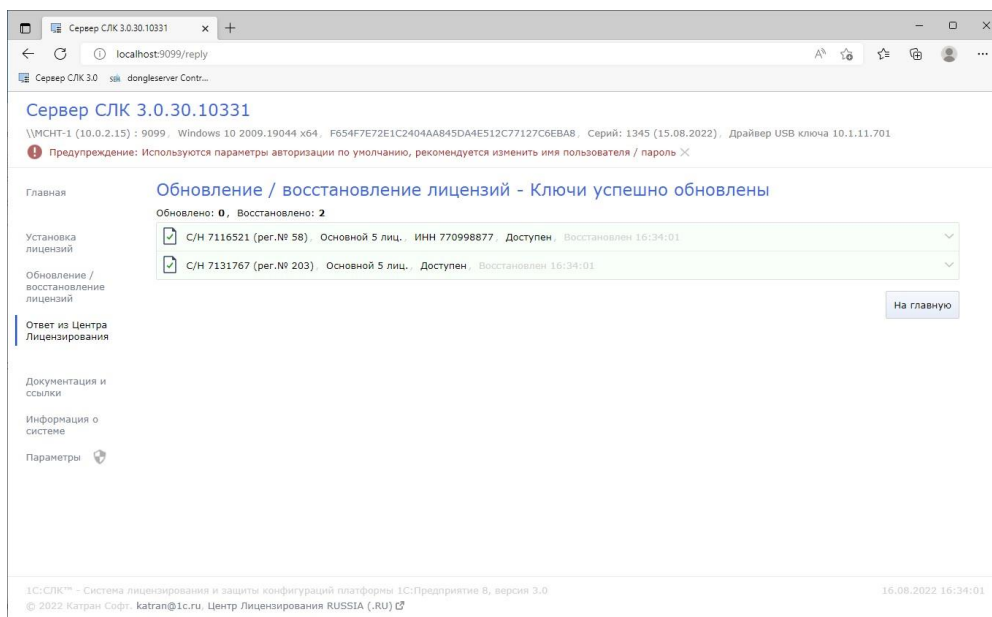 Сервер СЛК 3.0.30.10331
localhost:9099/reply
Сервер СЛК 3.0 dongleserver Contr...
Сервер СЛК 3.0.30.10331
\\MCHT-1 (10.0.2.15) : 9099, Windows 10 2009.19044 x64, F654F7E72E1C2404AA845DA4E512C77127C6EBA8, Серий: 1345 (15.08.2022), Драйвер USB ключа 10.1.11.701
Предупреждение: Используются параметры авторизации по умолчанию, рекомендуется изменить имя пользователя / пароль
Главная
Установка
лицензий
Обновление /
восстановление
лицензий
Ответ из Центра
Лицензирования
Документация и
ссылки
Информация о
системе
Параметры
Обновление / восстановление лицензий - Ключи успешно обновлены
Обновлено: 0, Восстановлено: 2
С/Н 7116521 (рег.№ 58), Основной 5 лиц., ИНН 770998877, Доступен, Восстановлен 16:34:01
С/Н 7131767 (рег.№ 203), Основной 5 лиц., Доступен, Восстановлен 16:34:01
На главную
1С:СЛК™ - Система лицензирования и защиты конфигураций платформы 1С:Предприятие 8, версия 3.0
16.08.2022 16:34:01
© 2022 Катран Софт. katran@1c.ru, Центр Лицензирования RUSSIA (.RU)